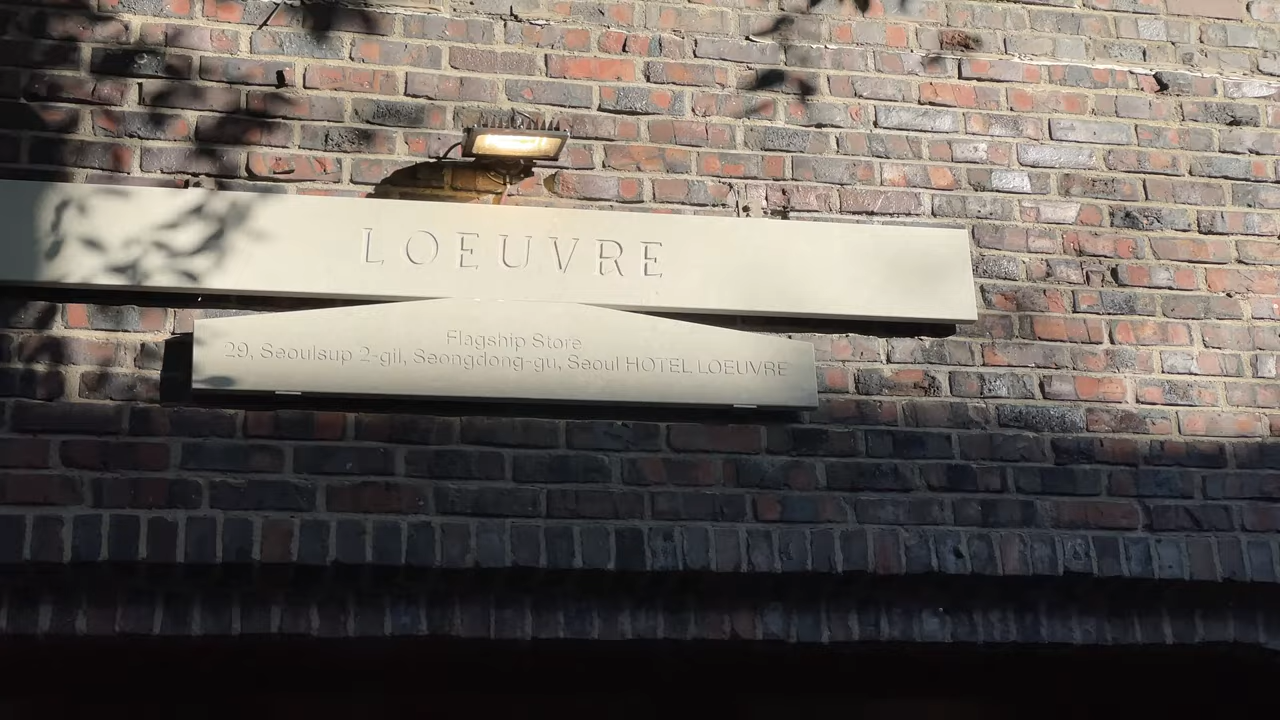 LOEUVRE
Flagship Store
29, Seoulsup 2-gil, Seongdong-gu, Seoul HOTEL LOEUVRE